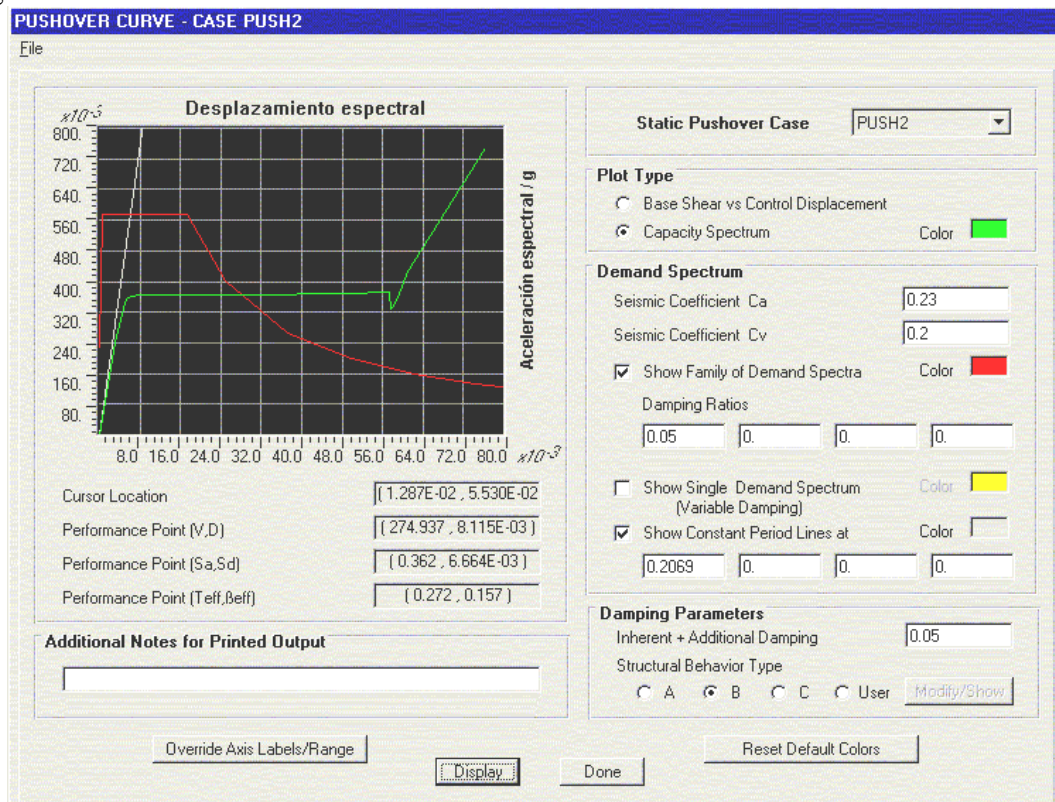 PUSHOVER CURVE - CASE PUSH2
File
x10-3
Desplazamiento espectral
800.
720.
640.
560.
480.
400.
320.
240.
160.
80.
8.0 16.0 24.0 32.0 40.0 48.0 56.0 64.0 72.0 80.0 x10-3
Aceleración espectral / g
Cursor Location ( 1.287E-02 , 5.530E-02
Performance Point (V,D) ( 274.937 , 8.115E-03 )
Performance Point (Sa,Sd) ( 0.362 , 6.664E-03 )
Performance Point (Teff,βeff) ( 0.272 , 0.157 )
Additional Notes for Printed Output
Static Pushover Case PUSH2
Plot Type
Base Shear vs Control Displacement
Capacity Spectrum Color
Demand Spectrum
Seismic Coefficient Ca 0.23
Seismic Coefficient Cv 0.2
Show Family of Demand Spectra Color
Damping Ratios
0.05 0. 0. 0.
Show Single Demand Spectrum Color
(Variable Damping)
Show Constant Period Lines at Color
0.2069 0. 0. 0.
Damping Parameters
Inherent + Additional Damping 0.05
Structural Behavior Type
A B C User Modify/Show
Override Axis Labels/Range Reset Default Colors
Display Done